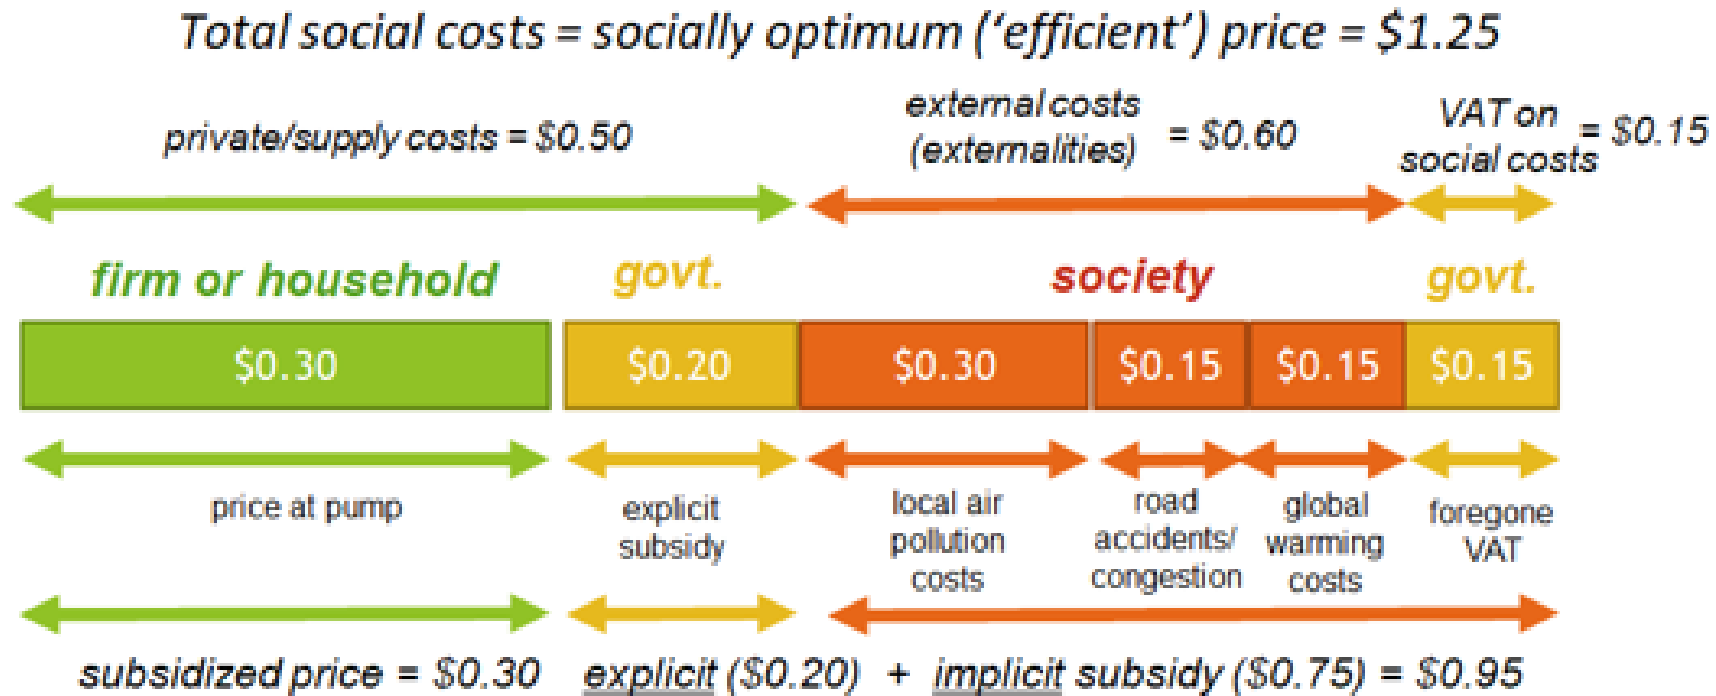 Total social costs = socially optimum (‘efficient’) price = $1.25
private/supply costs = $0.50
external costs
(externalities) = $0.60
VAT on
social costs = $0.15
firm or household
govt.
society
govt.
$0.30
$0.20
$0.30
$0.15
$0.15
$0.15
price at pump
explicit
subsidy
local air
pollution
costs
road
accidents/
congestion
global
warming
costs
foregone
VAT
subsidized price = $0.30
explicit ($0.20) + implicit subsidy ($0.75) = $0.95